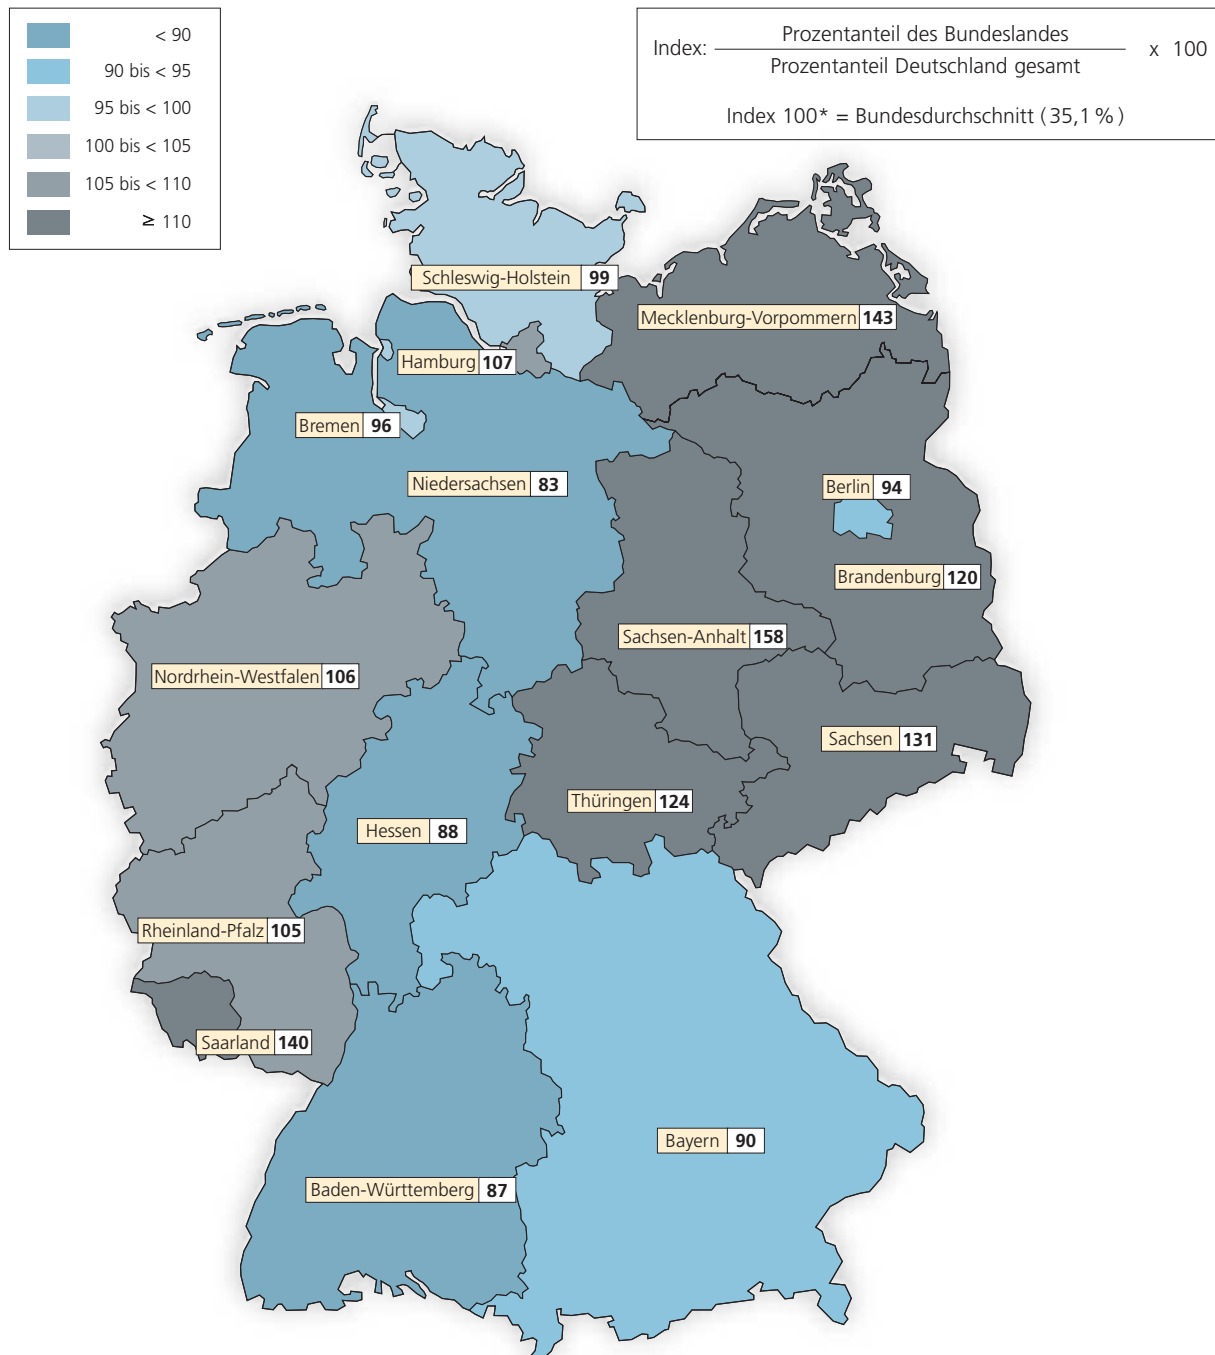 < 90
90 bis < 95
95 bis < 100
100 bis < 105
105 bis < 110
≥ 110
Index: Prozentanteil des Bundeslandes x 100
Prozentanteil Deutschland gesamt
Index 100* = Bundesdurchschnitt (35,1 %)
Schleswig-Holstein 99
Mecklenburg-Vorpommern 143
Hamburg 107
Bremen 96
Niedersachsen 83
Berlin 94
Brandenburg 120
Sachsen-Anhalt 158
Nordrhein-Westfalen 106
Sachsen 131
Thüringen 124
Hessen 88
Rheinland-Pfalz 105
Saarland 140
Bayern 90
Baden-Württemberg 87